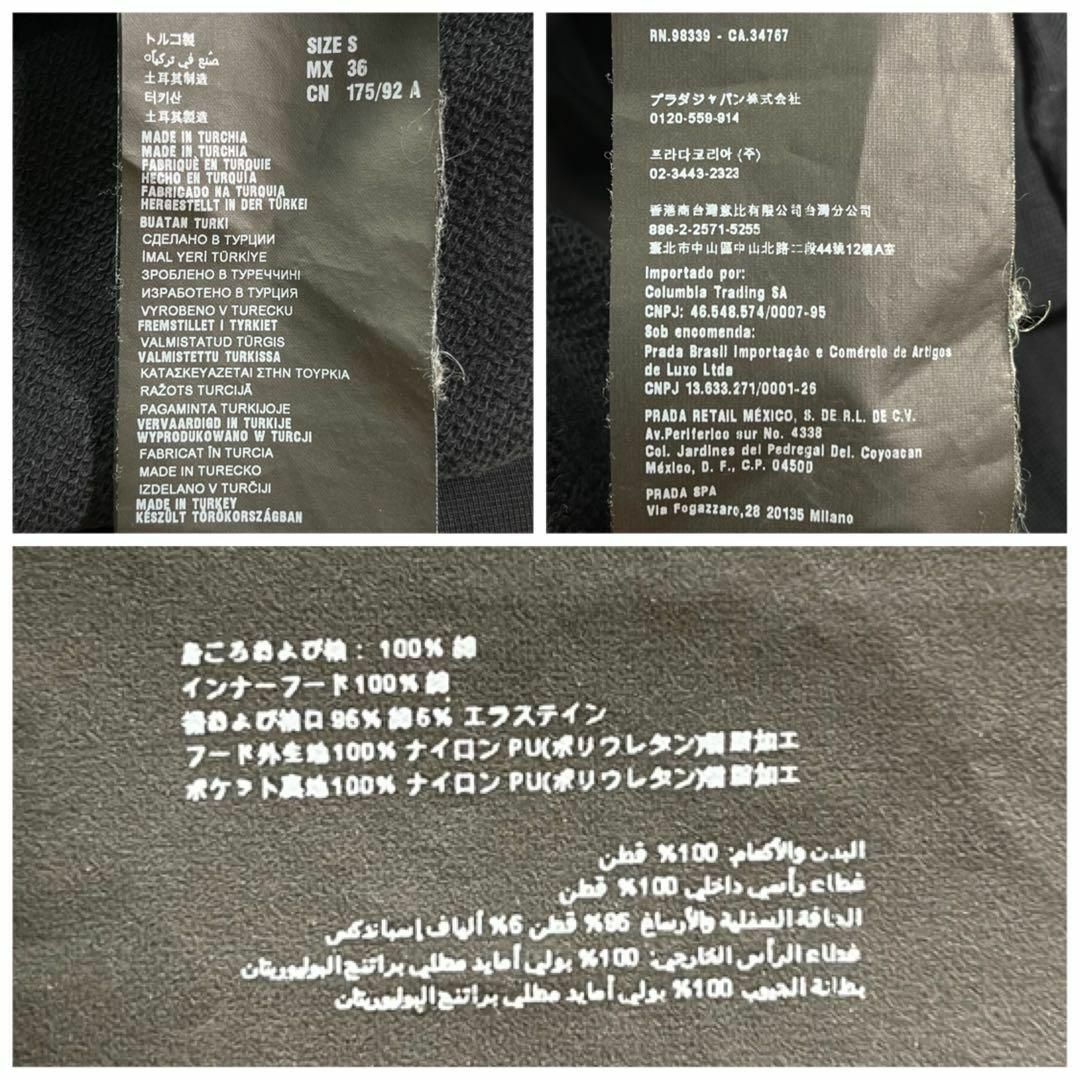 トルコ製
صُنع في تركيا
土耳其制造
터키산
土耳其製造
MADE IN TURCHIA
MADE IN TURCHIA
FABRIQUÉ EN TURQUIE
HECHO EN TURQUÍA
FABRICADO NA TURQUIA
HERGESTELLT IN DER TÜRKEI
BUATAN TURKI
СДЕЛАНО В ТУРЦИИ
İMAL YERİ TÜRKİYE
ЗРОБЛЕНО В ТУРЕЧЧИНІ
ИЗРАБОТЕНО В ТУРЦИЯ
VYROBENO V TURECKU
FREMSTILLET I TYRKIET
VALMISTATUD TÜRGIS
VALMISTETTU TURKISSA
ΚΑΤΑΣΚΕΥΑΖΕΤΑΙ ΣΤΗΝ ΤΟΥΡΚΙΑ
RAŽOTS TURCIJĀ
PAGAMINTA TURKIJOJE
VERVAARDIGD IN TURKIJE
WYPRODUKOWANO W TURCJI
FABRICAT ÎN TURCIA
MADE IN TURECKO
IZDELANO V TURČIJI
MADE IN TURKEY
KÉSZÜLT TÖRÖKORSZÁGBAN
SIZE S
MX 36
CN 175/92 A
RN.98339 - CA.34767
プラダジャパン株式会社
0120-559-914
프라다코리아 (주)
02-3443-2323
香港商台灣意比有限公司台灣分公司
886-2-2571-5255
臺北市中山區中山北路二段44號12樓A室
Importado por:
Columbia Trading SA
CNPJ: 46.548.574/0007-95
Sob encomenda:
Prada Brasil Importação e Comércio de Artigos
de Luxo Ltda
CNPJ 13.633.271/0001-26
PRADA RETAIL MÉXICO, S. DE R.L. DE C.V.
Av.Periferico sur No. 4338
Col. Jardines del Pedregal Del. Coyoacan
México, D. F., C.P. 04500
PRADA SPA
Via Fogazzaro,28 20135 Milano
身ころおよび袖： 100% 綿
インナーフード100% 綿
裾および袖口 95% 綿5% エラステイン
フード外生地100% ナイロン PU(ポリウレタン)樹脂加工
ポケット裏地100% ナイロン PU(ポリウレタン)樹脂加工
البدن والأكمام: 100% قطن
غطاء رأسي داخلي 100% قطن
الحافة السفلية والأرساغ 95% قطن 5% ألياف إسباندكس
غطاء الرأس الخارجي: 100% بولي أمايد مطلي براتنج البوليوريتان
بطانة الجيوب 100% بولي أمايد مطلي براتنج البوليوريتان